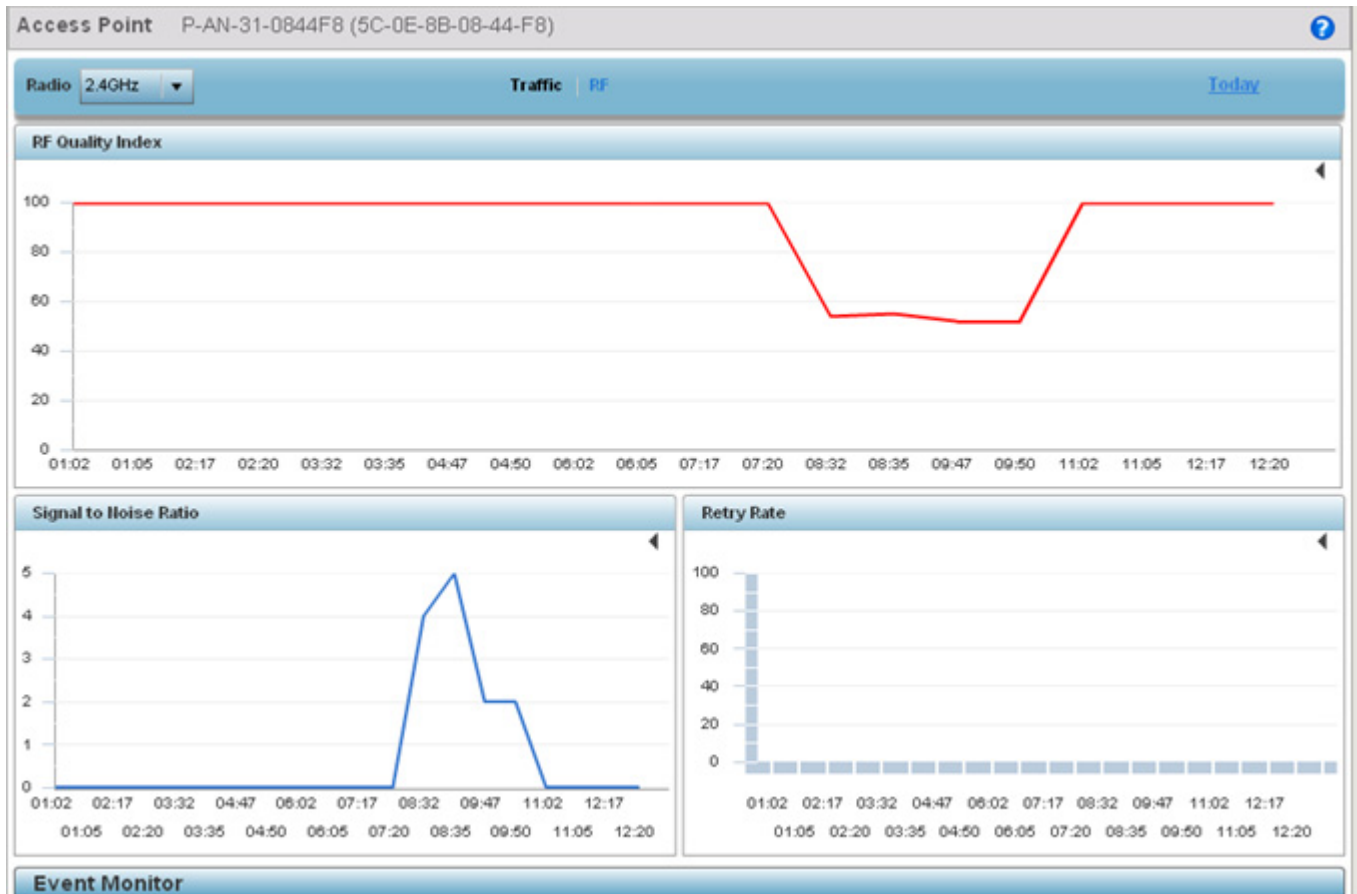 Access Point P-AN-31-0844F8 (5C-0E-8B-08-44-F8) ?
Radio 2.4GHz Traffic RF Today
RF Quality Index
100
80
60
40
20
0
01:02 01:05 02:17 02:20 03:32 03:35 04:47 04:50 06:02 06:05 07:17 07:20 08:32 08:35 09:47 09:50 11:02 11:05 12:17 12:20
Signal to Noise Ratio
5
4
3
2
1
0
01:02 02:17 03:32 04:47 06:02 07:17 08:32 09:47 11:02 12:17
01:05 02:20 03:35 04:50 06:05 07:20 08:35 09:50 11:05 12:20
Retry Rate
100
80
60
40
20
0
01:02 02:17 03:32 04:47 06:02 07:17 08:32 09:47 11:02 12:17
01:05 02:20 03:35 04:50 06:05 07:20 08:35 09:50 11:05 12:20
Event Monitor